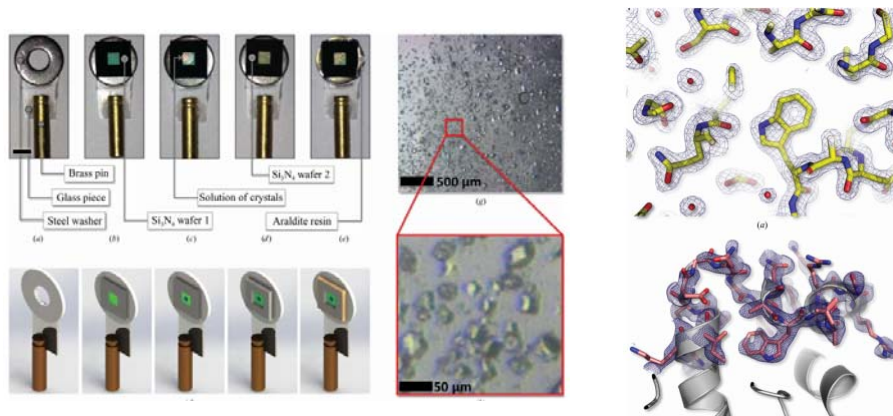 Brass pin
Glass piece
Steel washer
Si₃N₄ wafer 1
Solution of crystals
Si₃N₄ wafer 2
Araldite resin
(a)
(b)
(c)
(d)
(e)
500 μm
(g)
50 μm
(a)